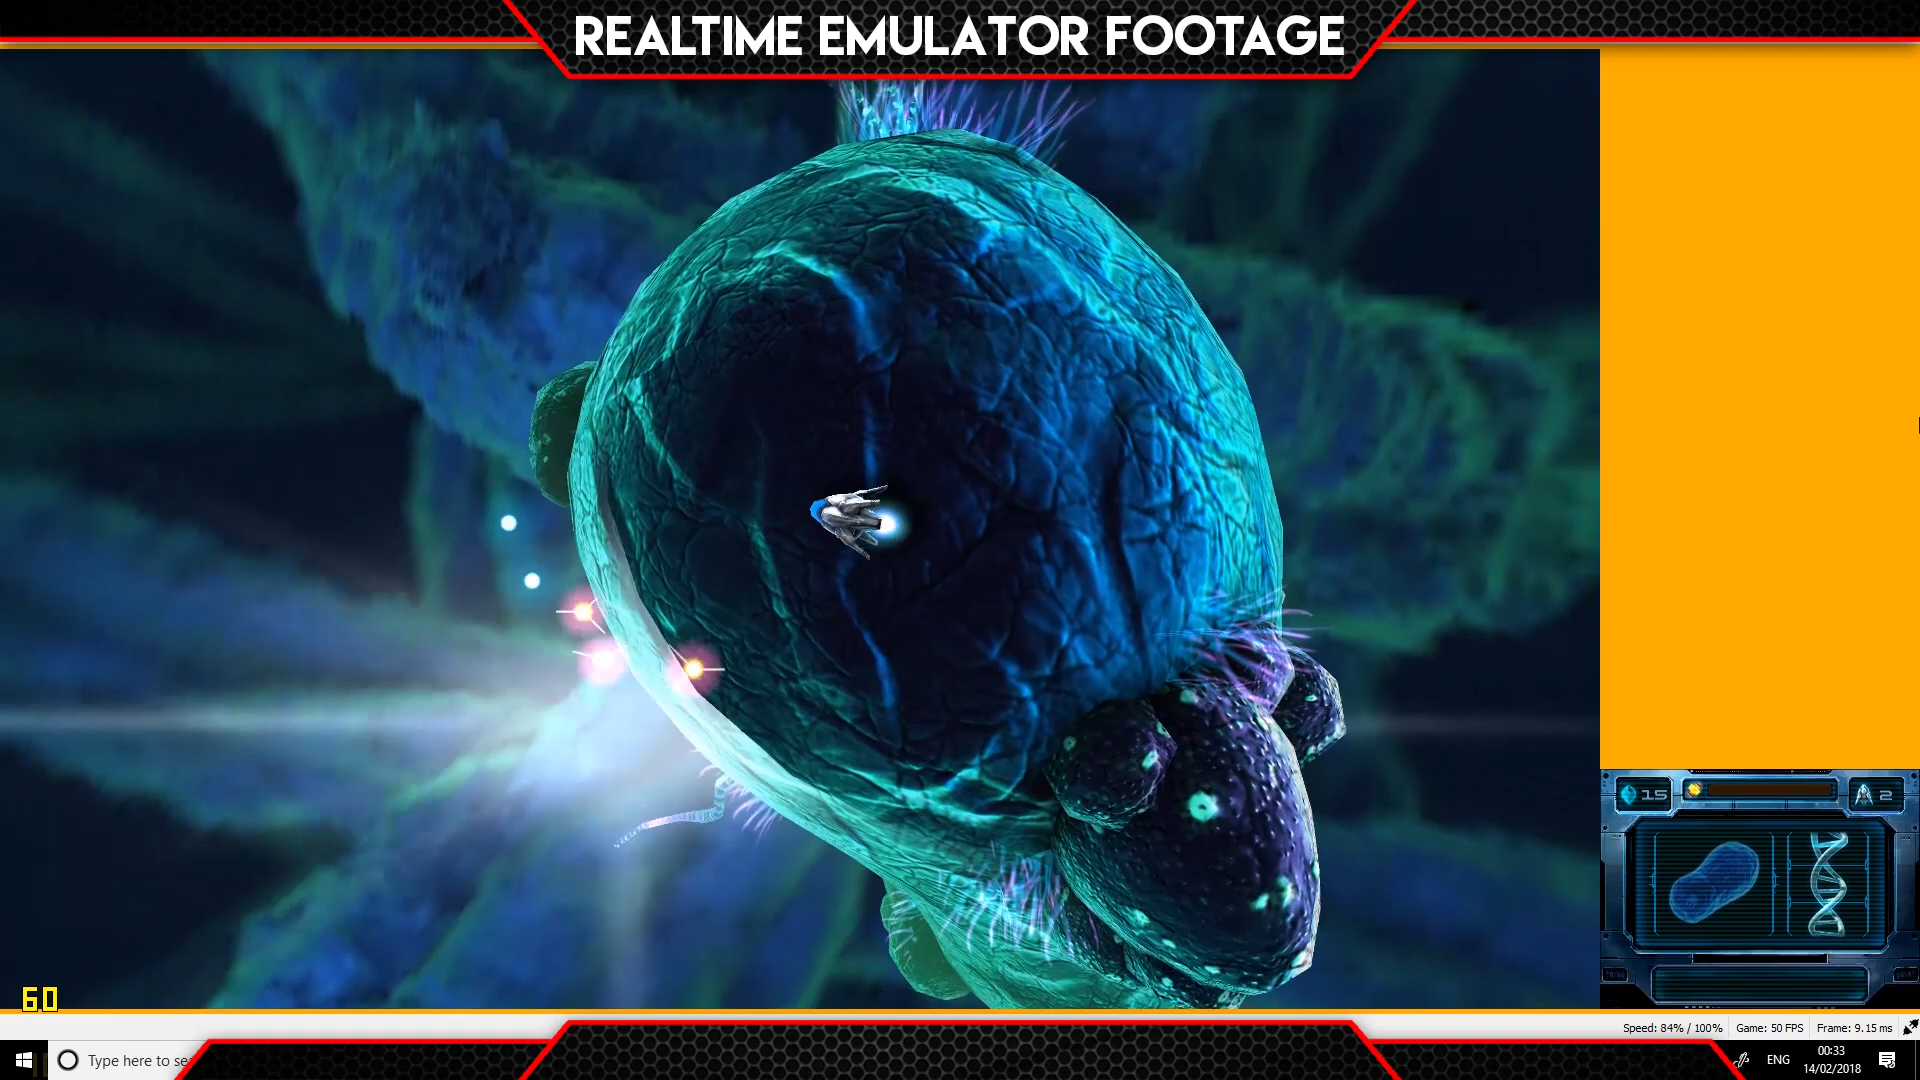 REALTIME EMULATOR FOOTAGE
15
2
60
Speed: 84% / 100% Game: 50 FPS Frame: 9.15 ms
Type here to se
ENG
00:33
14/02/2018